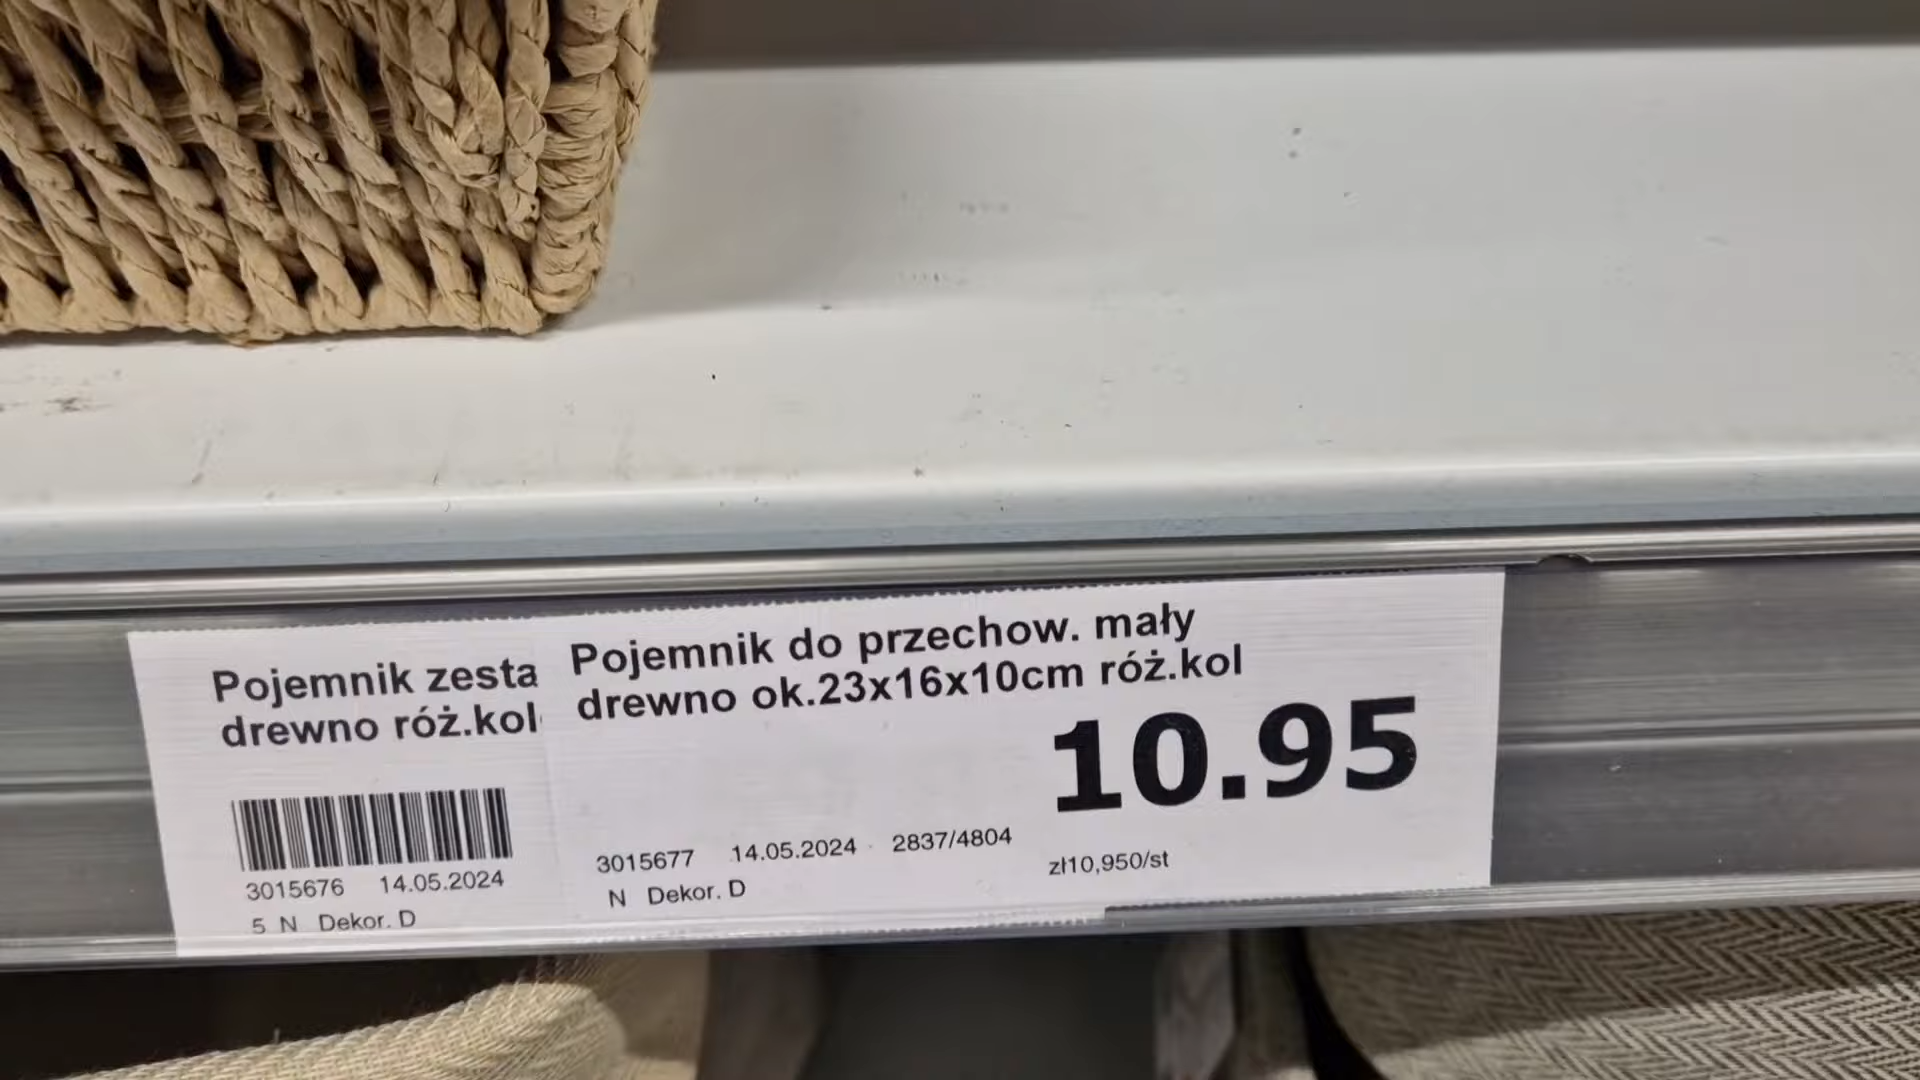 Pojemnik zesta
drewno róż.kol
3015676 14.05.2024
5 N Dekor. D
Pojemnik do przechow. mały
drewno ok.23x16x10cm róż.kol
10.95
3015677 14.05.2024 2837/4804
zł10,950/st
N Dekor. D